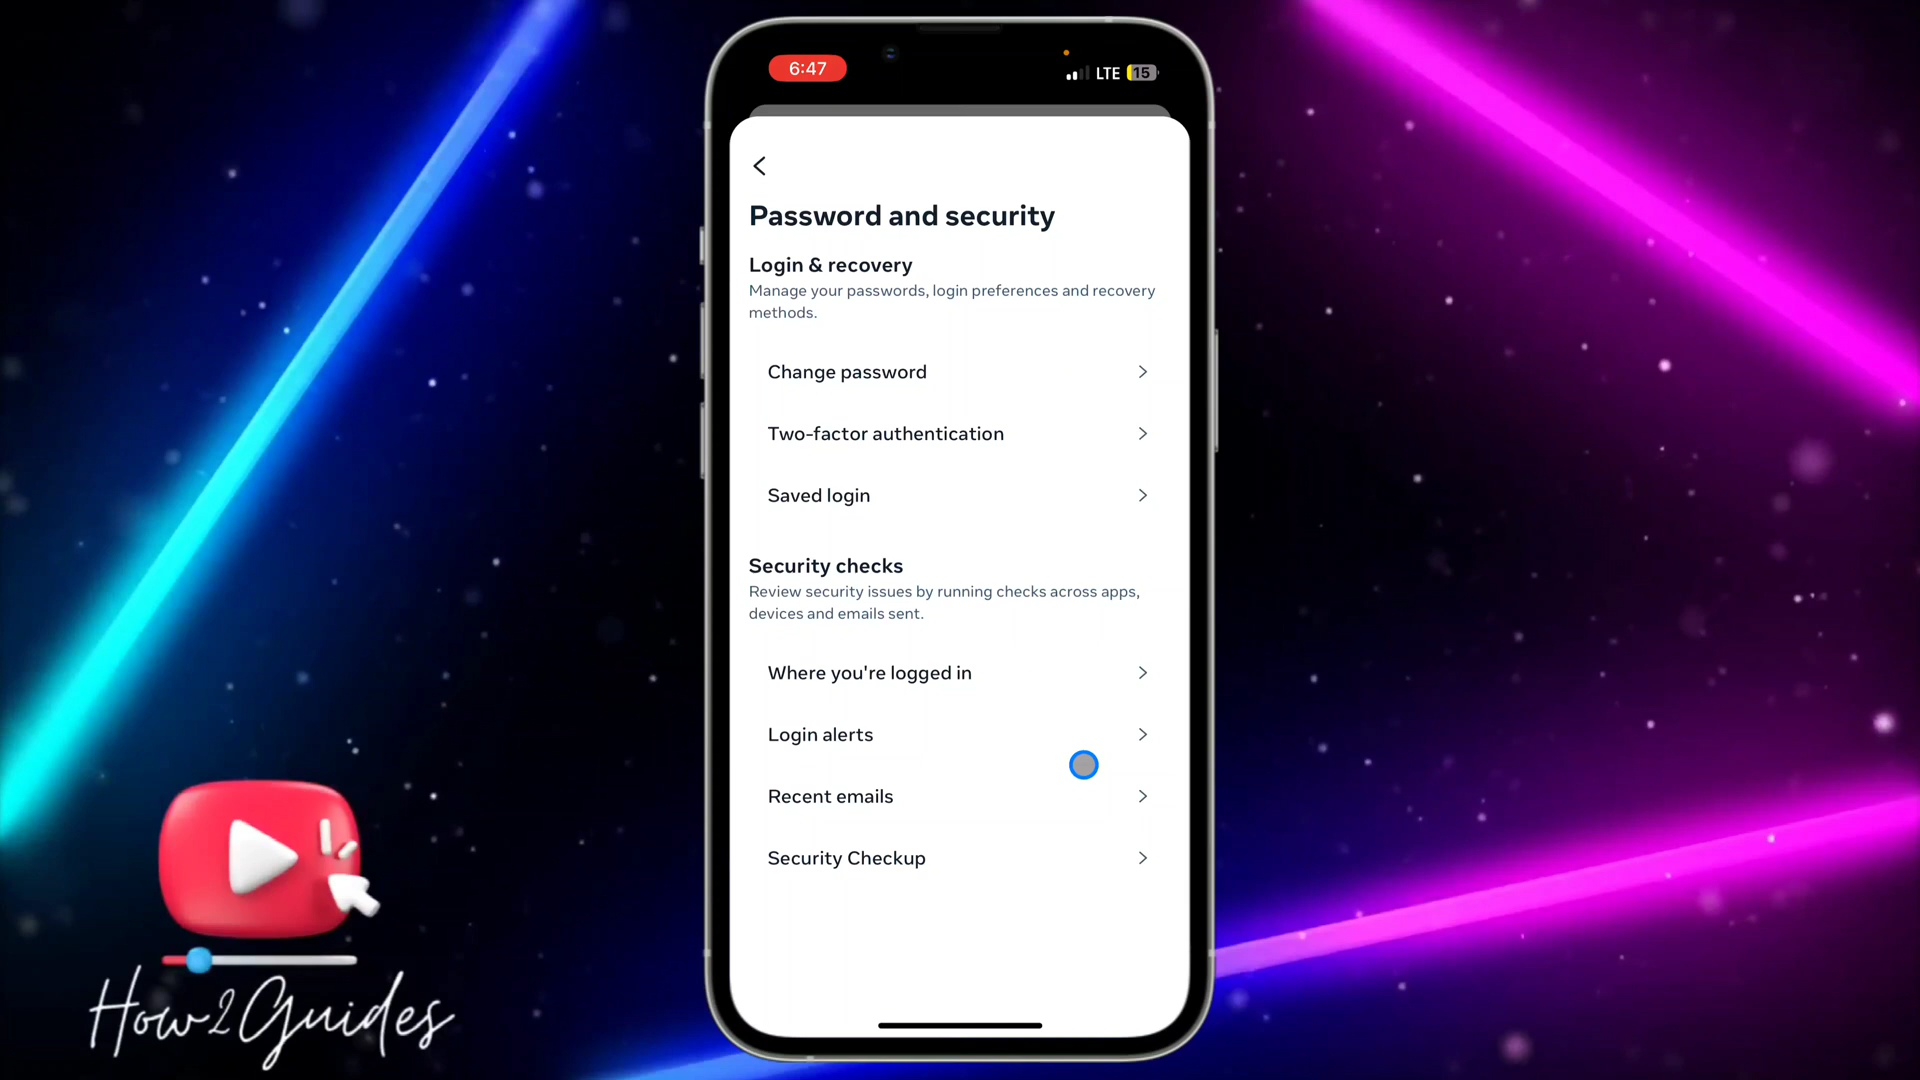 6:47
LTE 15
Password and security
Login & recovery
Manage your passwords, login preferences and recovery
methods.
Change password
Two-factor authentication
Saved login
Security checks
Review security issues by running checks across apps,
devices and emails sent.
Where you're logged in
Login alerts
Recent emails
Security Checkup
How2Guides